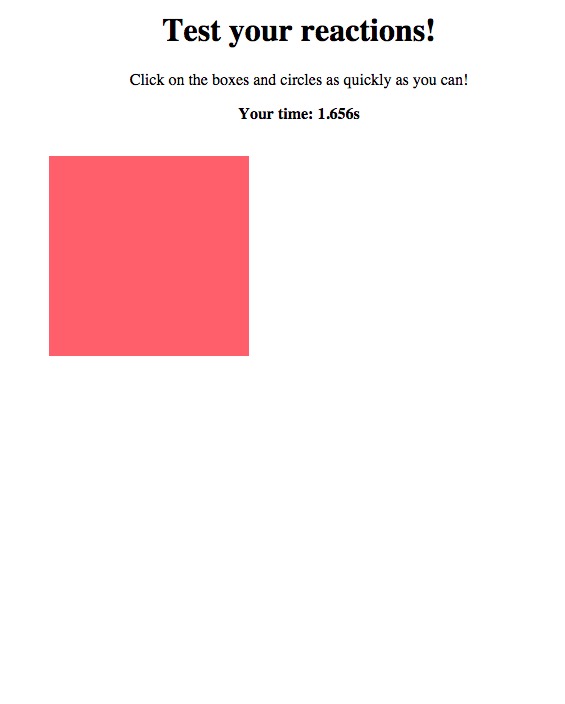 Test your reactions!
Click on the boxes and circles as quickly as you can!
Your time: 1.656s